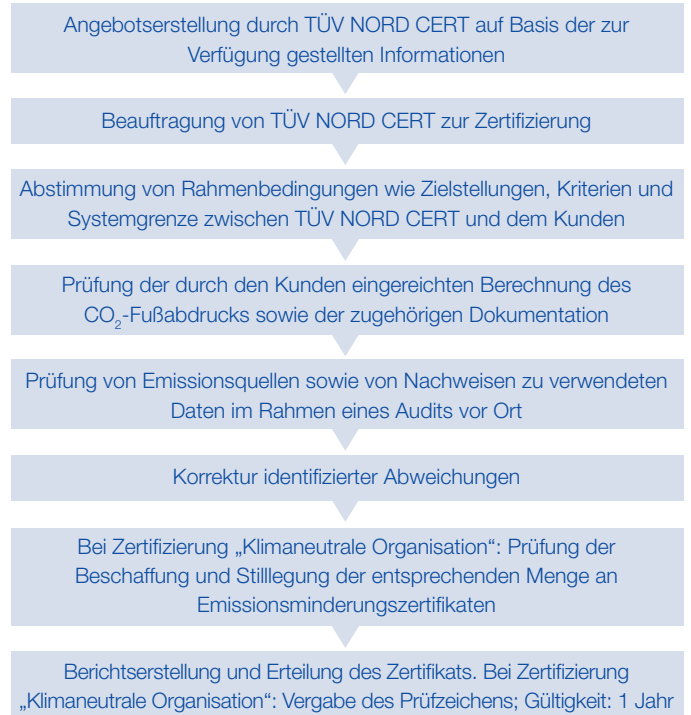 Angebotserstellung durch TÜV NORD CERT auf Basis der zur
Verfügung gestellten Informationen
Beauftragung von TÜV NORD CERT zur Zertifizierung
Abstimmung von Rahmenbedingungen wie Zielstellungen, Kriterien und
Systemgrenze zwischen TÜV NORD CERT und dem Kunden
Prüfung der durch den Kunden eingereichten Berechnung des
CO₂-Fußabdrucks sowie der zugehörigen Dokumentation
Prüfung von Emissionsquellen sowie von Nachweisen zu verwendeten
Daten im Rahmen eines Audits vor Ort
Korrektur identifizierter Abweichungen
Bei Zertifizierung „Klimaneutrale Organisation“: Prüfung der
Beschaffung und Stilllegung der entsprechenden Menge an
Emissionsminderungszertifikaten
Berichtserstellung und Erteilung des Zertifikats. Bei Zertifizierung
„Klimaneutrale Organisation“: Vergabe des Prüfzeichens; Gültigkeit: 1 Jahr